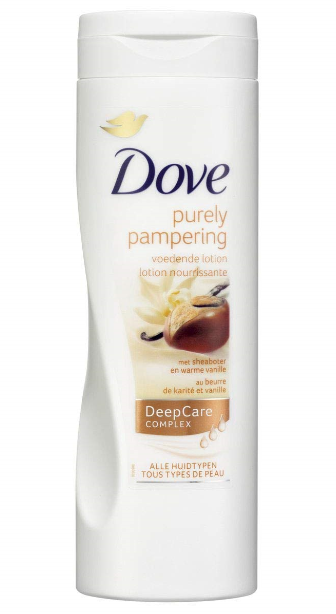 Dove
purely
pampering
voedende lotion
lotion nourrissante
met sheaboter
en warme vanille
au beurre
de karité et vanille
DeepCare
COMPLEX
ALLE HUIDTYPEN
TOUS TYPES DE PEAU